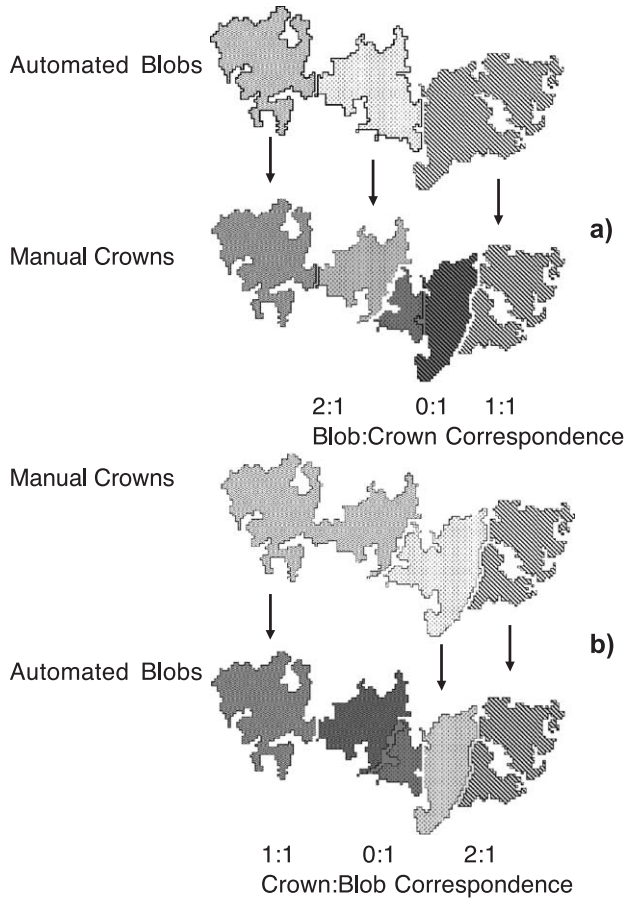 Automated Blobs
a)
Manual Crowns
2:1 0:1 1:1
Blob:Crown Correspondence
Manual Crowns
b)
Automated Blobs
1:1 0:1 2:1
Crown:Blob Correspondence